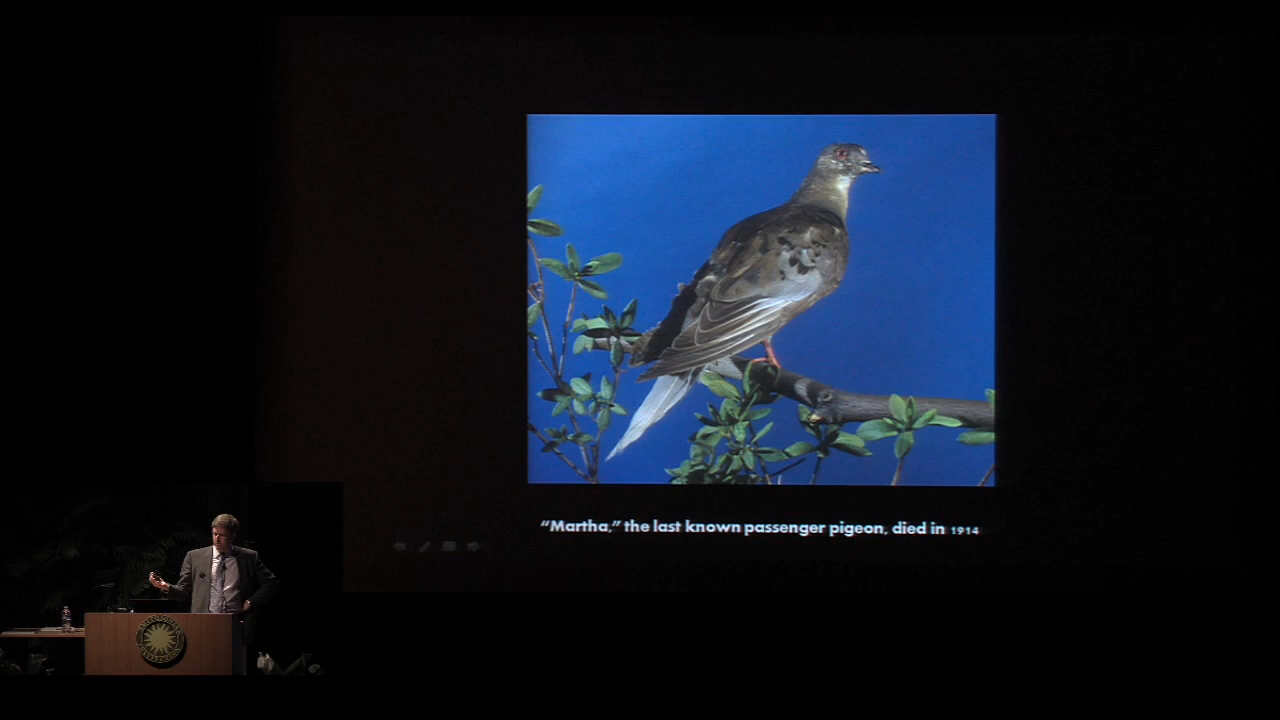 “Martha,” the last known passenger pigeon, died in 1914